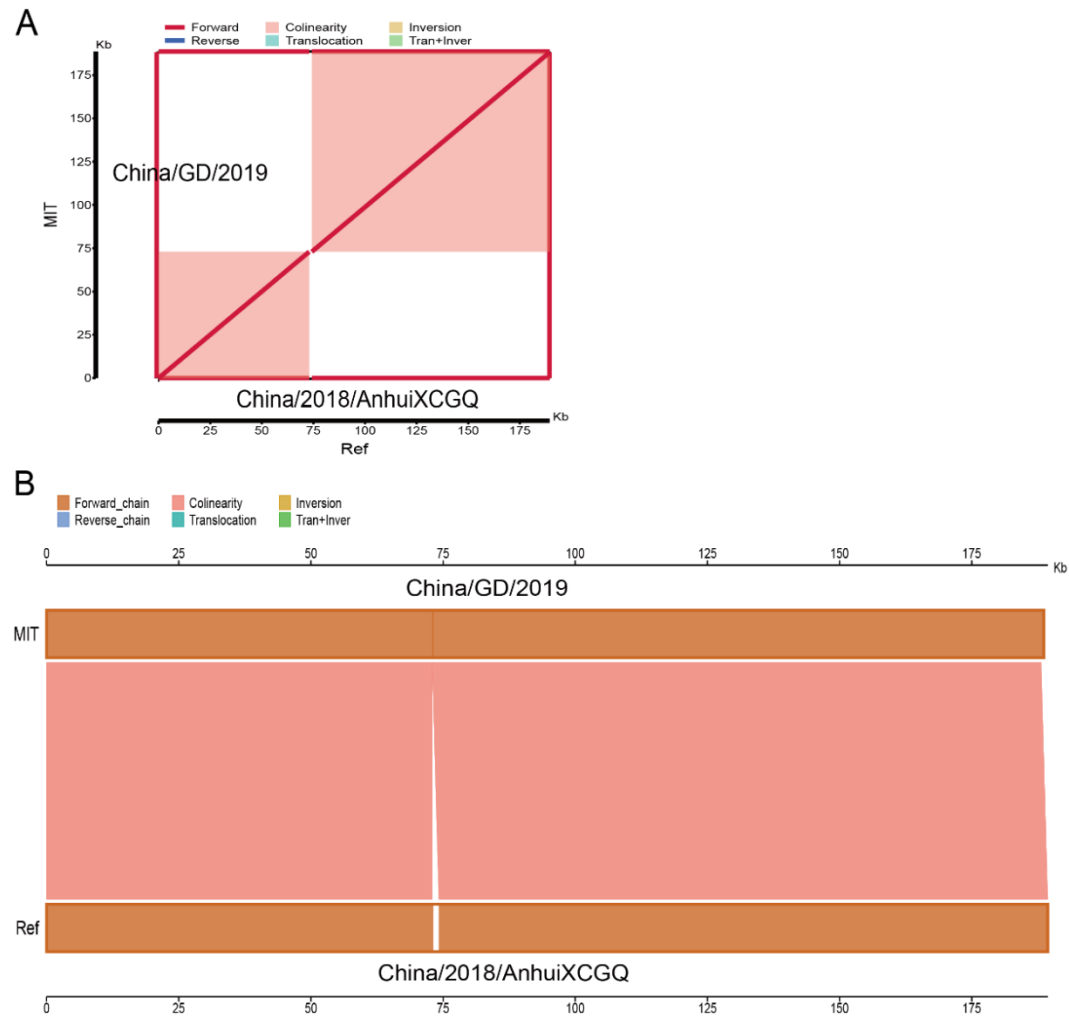 A
Forward Colinearity Inversion
Reverse Translocation Tran+Inver
Kb
175
150
125
100
75
50
25
0
MIT
China/GD/2019
China/2018/AnhuiXCGQ
Kb
0 25 50 75 100 125 150 175
Ref
B
Forward_chain Colinearity Inversion
Reverse_chain Translocation Tran+Inver
0 25 50 75 100 125 150 175
Kb
China/GD/2019
MIT
Ref
China/2018/AnhuiXCGQ
0 25 50 75 100 125 150 175